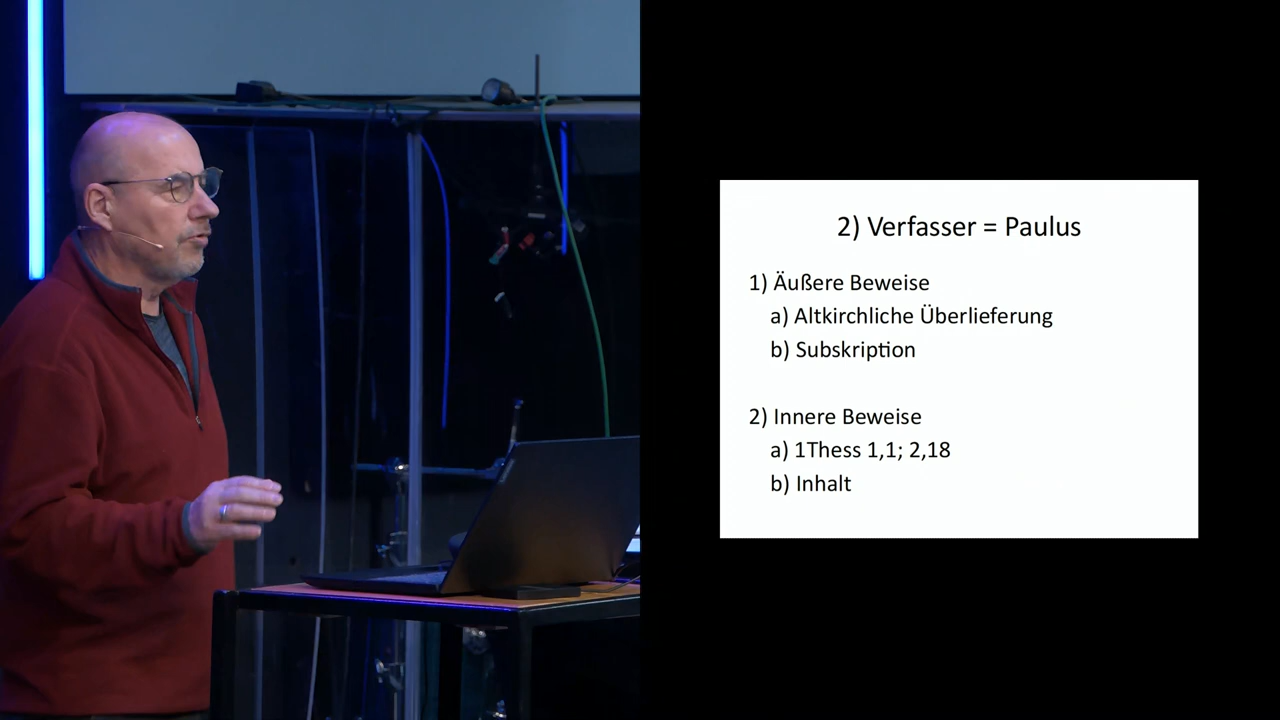 2) Verfasser = Paulus
1) Äußere Beweise
a) Altkirchliche Überlieferung
b) Subskription
2) Innere Beweise
a) 1Thess 1,1; 2,18
b) Inhalt